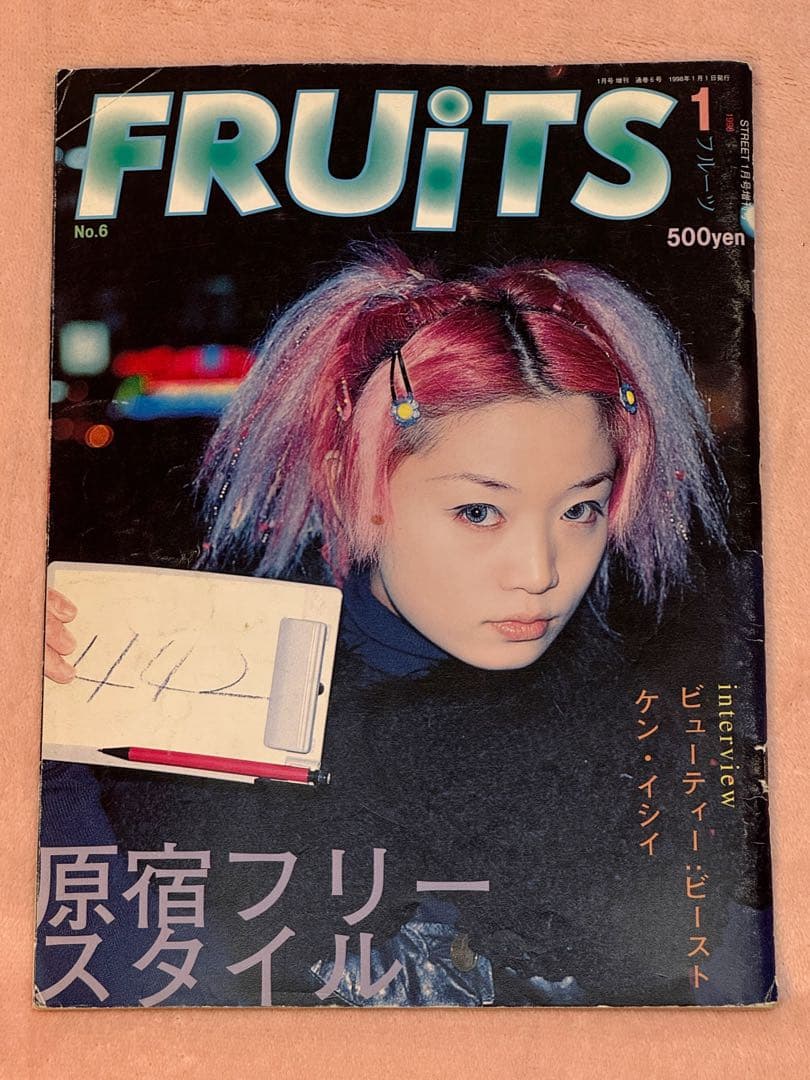 1月号 増刊 通巻6号 1998年1月1日発行
FRUiTS
1
1998
フルーツ
STREET 1月号増刊
No.6
500yen
442
interview
ビューティー:ビースト
ケン・イシイ
原宿フリー
スタイル